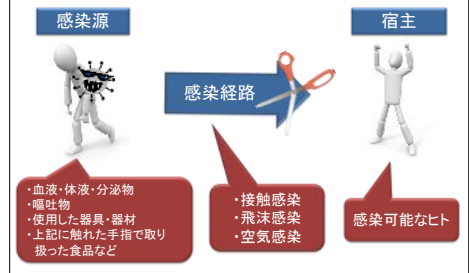 感染源
宿主
感染経路
・血液・体液・分泌物
・嘔吐物
・使用した器具・器材
・上記に触れた手指で取り
扱った食品など
・接触感染
・飛沫感染
・空気感染
感染可能なヒト